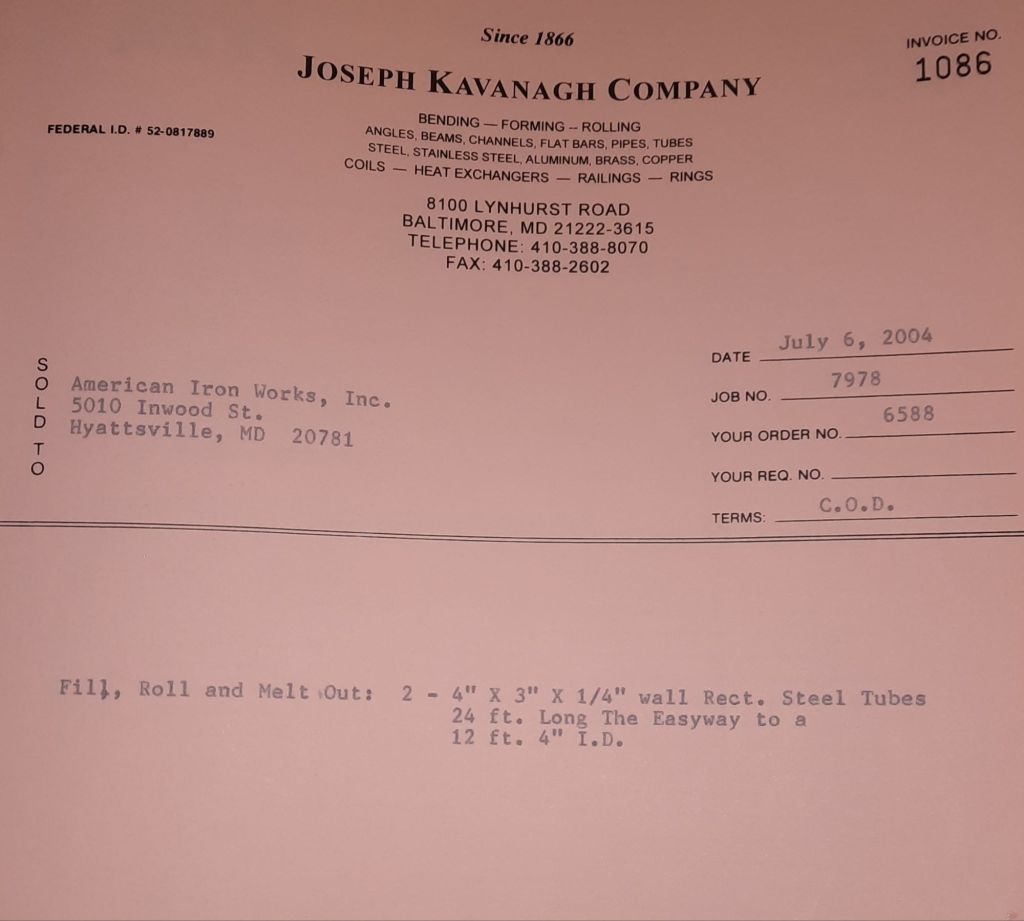 Since 1866
INVOICE NO.
1086
JOSEPH KAVANAGH COMPANY
FEDERAL I.D. # 52-0817889
BENDING — FORMING -- ROLLING
ANGLES, BEAMS, CHANNELS, FLAT BARS, PIPES, TUBES
STEEL, STAINLESS STEEL, ALUMINUM, BRASS, COPPER
COILS — HEAT EXCHANGERS — RAILINGS — RINGS
8100 LYNHURST ROAD
BALTIMORE, MD 21222-3615
TELEPHONE: 410-388-8070
FAX: 410-388-2602
SOLD TO
American Iron Works, Inc.
5010 Inwood St.
Hyattsville, MD 20781
DATE July 6, 2004
JOB NO. 7978
YOUR ORDER NO. 6588
YOUR REQ. NO.
TERMS: C.O.D.
Fill, Roll and Melt Out: 2 - 4" X 3" X 1/4" wall Rect. Steel Tubes
24 ft. Long The Easyway to a
12 ft. 4" I.D.